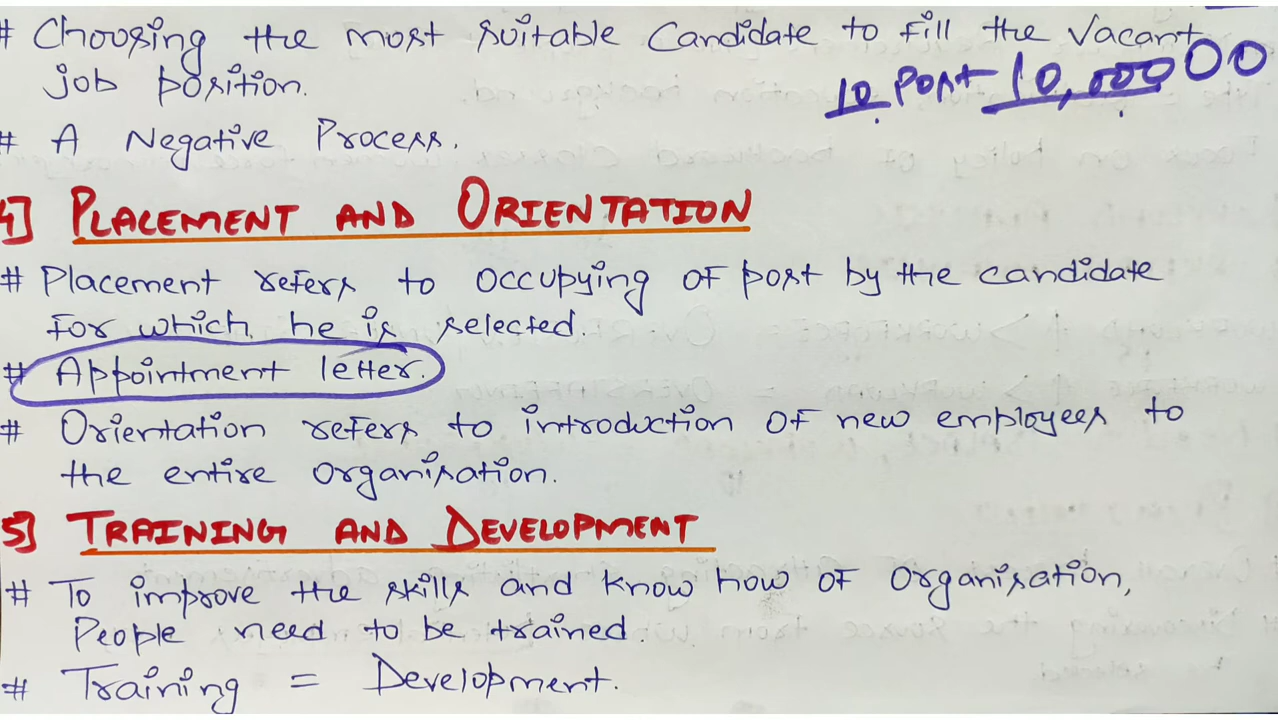 # Choosing the most suitable Candidate to fill the Vacant
job position.
10 Post 10,00000
# A Negative Process.
4] PLACEMENT AND ORIENTATION
# Placement refers to occupying of post by the candidate
for which he is selected.
# Appointment letter.
# Orientation refers to introduction of new employees to
the entire organisation.
5] TRAINING AND DEVELOPMENT
# To improve the skills and know how of organisation,
People need to be trained.
# Training = Development.